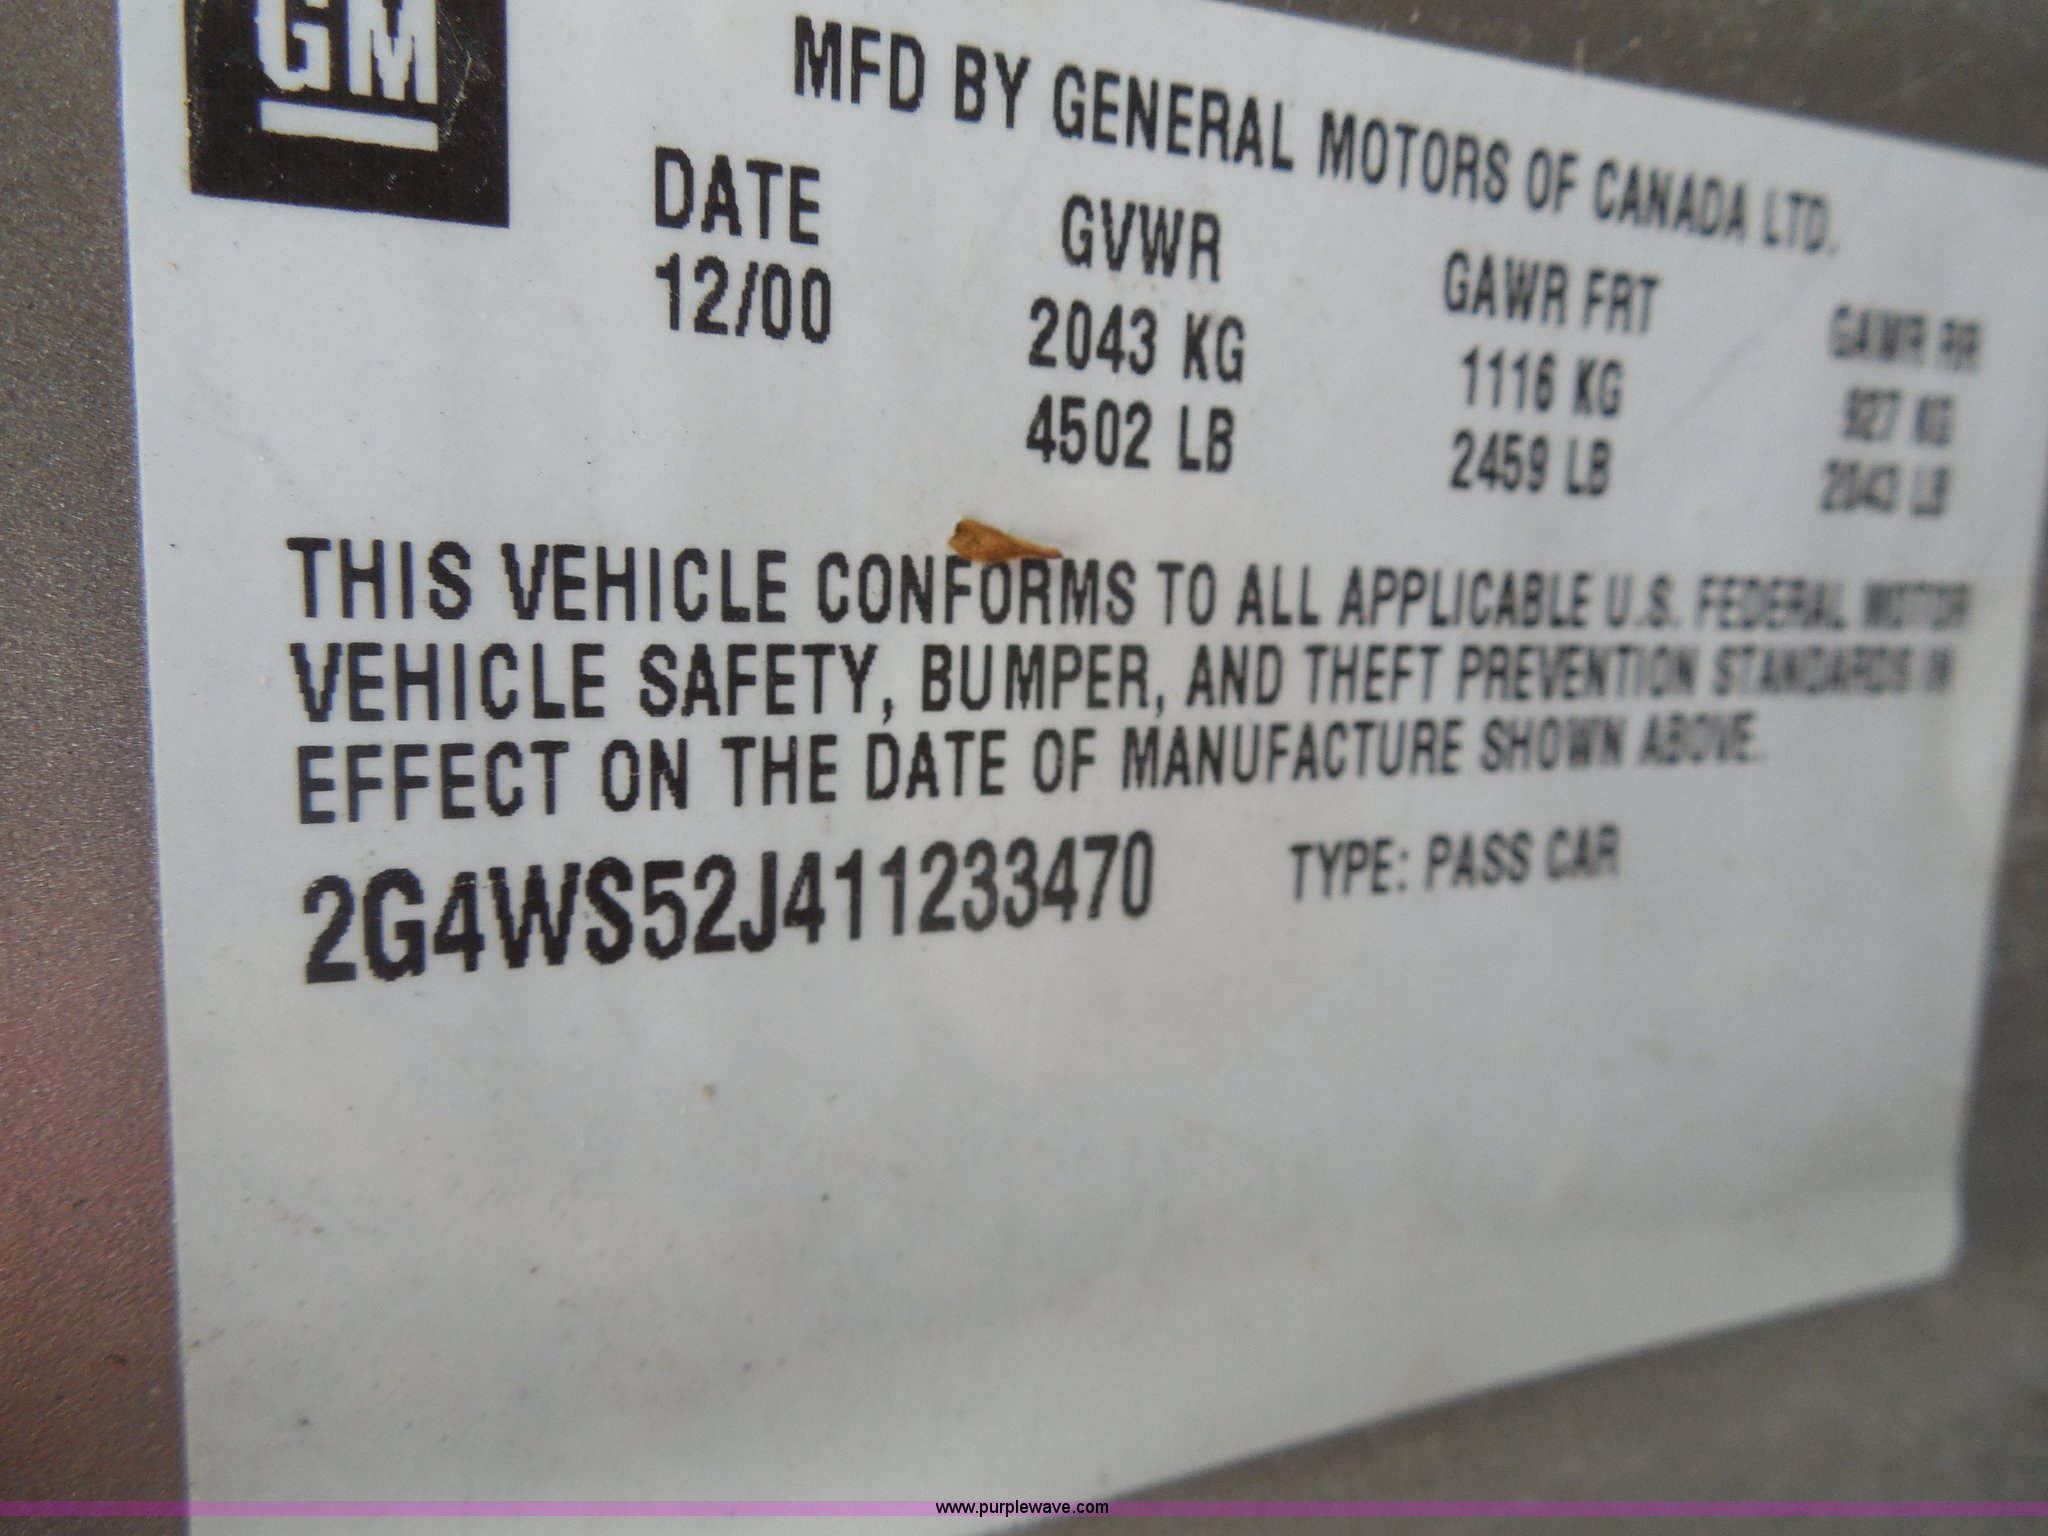 GM
MFD BY GENERAL MOTORS OF CANADA LTD.
DATE GVWR GAWR FRT GAWR RR
12/00 2043 KG 1116 KG 927 KG
4502 LB 2459 LB 2043 LB
THIS VEHICLE CONFORMS TO ALL APPLICABLE U.S. FEDERAL MOTOR
VEHICLE SAFETY, BUMPER, AND THEFT PREVENTION STANDARDS IN
EFFECT ON THE DATE OF MANUFACTURE SHOWN ABOVE.
2G4WS52J411233470 TYPE: PASS CAR
www.purplewave.com